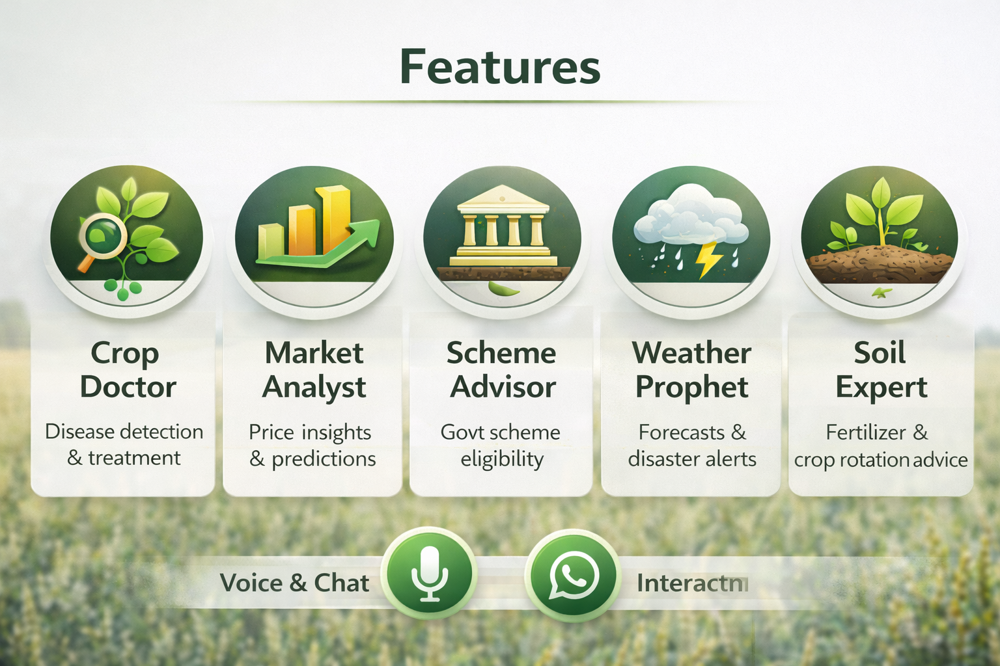 Features
Crop
Doctor
Disease detection
& treatment
Market
Analyst
Price insights
& predictions
Scheme
Advisor
Govt scheme
eligibility
Weather
Prophet
Forecasts &
disaster alerts
Soil
Expert
Fertilizer &
crop rotation advice
Voice & Chat